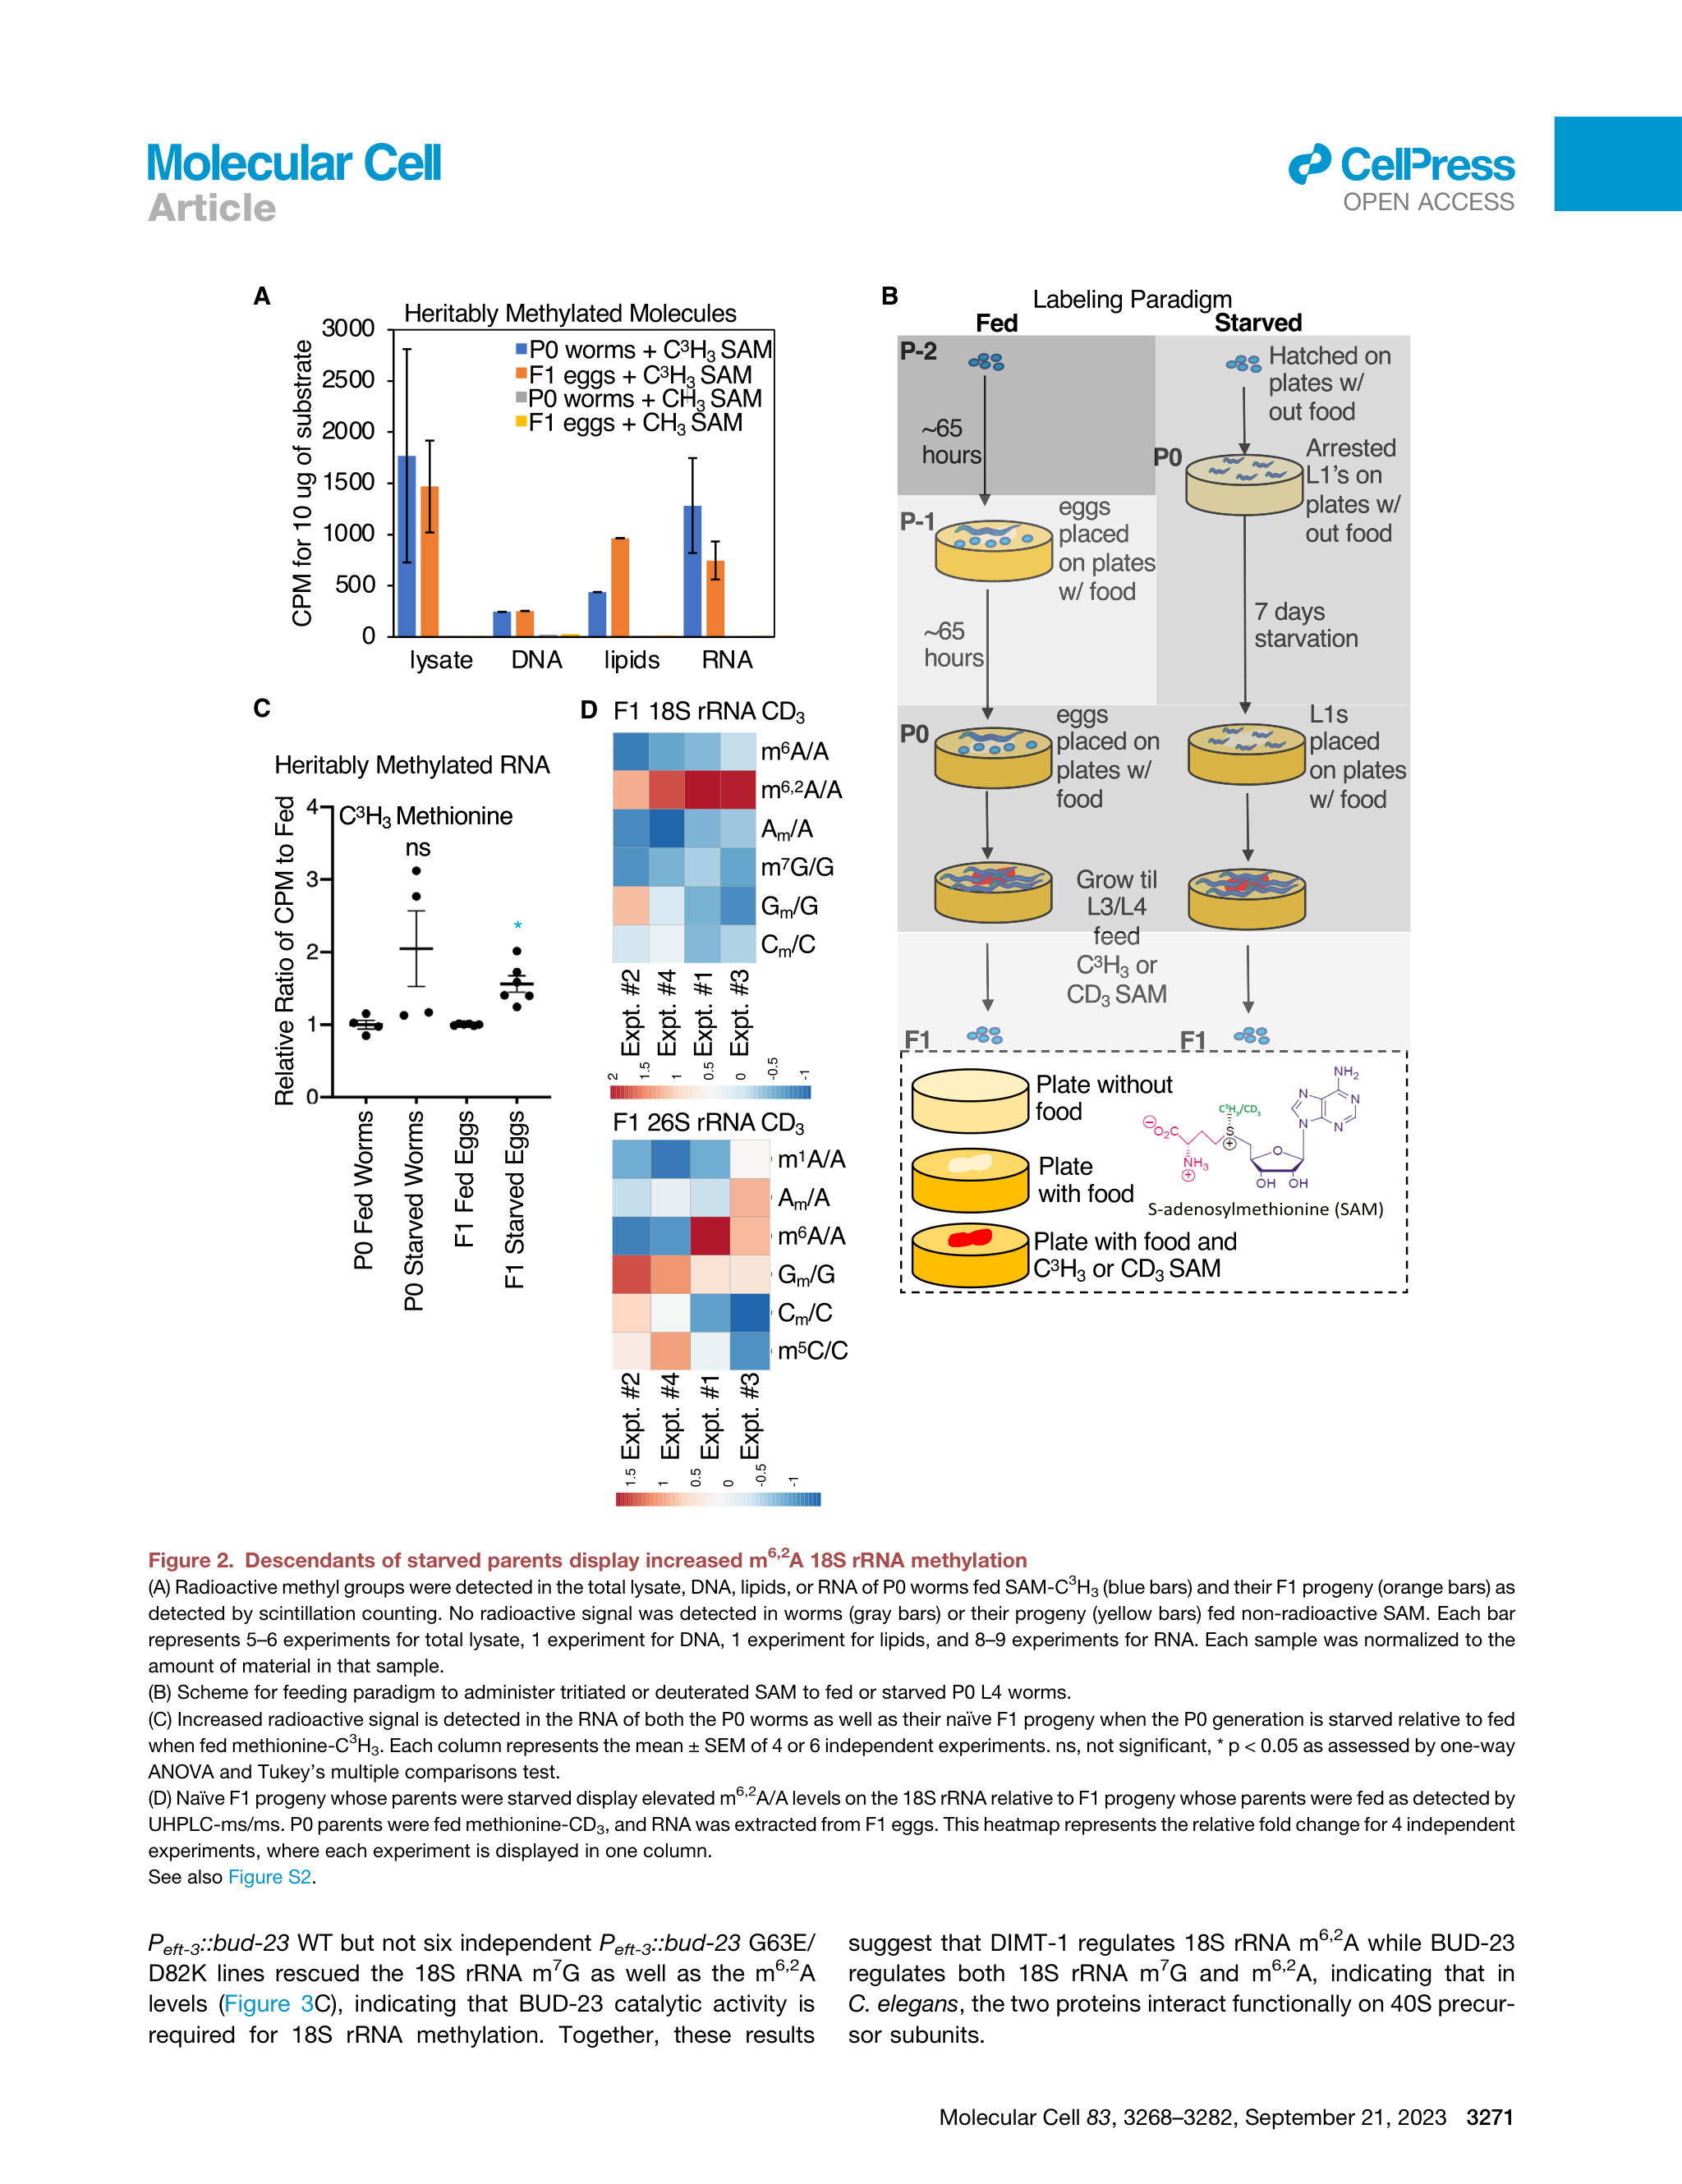 Molecular Cell
Article
CellPress
OPEN ACCESS
A
Heritably Methylated Molecules
CPM for 10 ug of substrate
3000
2500
2000
1500
1000
500
0
P0 worms + C³H₃ SAM
F1 eggs + C³H₃ SAM
P0 worms + CH₃ SAM
F1 eggs + CH₃ SAM
lysate DNA lipids RNA
B
Labeling Paradigm
Fed Starved
P-2
~65
hours
Hatched on
plates w/
out food
P0
Arrested
L1's on
plates w/
out food
P-1
eggs
placed
on plates
w/ food
~65
hours
7 days
starvation
P0
eggs
placed on
plates w/
food
L1s
placed
on plates
w/ food
Grow til
L3/L4
feed
C³H₃ or
CD₃ SAM
F1
F1
Plate without
food
Plate
with food
Plate with food and
C³H₃ or CD₃ SAM
C³H₃/CD₃
⊖O₂C
NH₃
⊕
S
⊕
O
OH OH
NH₂
N
N
N
N
S-adenosylmethionine (SAM)
C
Heritably Methylated RNA
Relative Ratio of CPM to Fed
C³H₃ Methionine
ns
*
4
3
2
1
0
P0 Fed Worms
P0 Starved Worms
F1 Fed Eggs
F1 Starved Eggs
D
F1 18S rRNA CD₃
m⁶A/A
m⁶,²A/A
Aₘ/A
m⁷G/G
Gₘ/G
Cₘ/C
Expt. #2
Expt. #4
Expt. #1
Expt. #3
2 1.5 1 0.5 0 -0.5 -1
F1 26S rRNA CD₃
m¹A/A
Aₘ/A
m⁶A/A
Gₘ/G
Cₘ/C
m⁵C/C
Expt. #2
Expt. #4
Expt. #1
Expt. #3
1.5 1 0.5 0 -0.5 -1
Figure 2. Descendants of starved parents display increased m⁶,²A 18S rRNA methylation
(A) Radioactive methyl groups were detected in the total lysate, DNA, lipids, or RNA of P0 worms fed SAM-C³H₃ (blue bars) and their F1 progeny (orange bars) as
detected by scintillation counting. No radioactive signal was detected in worms (gray bars) or their progeny (yellow bars) fed non-radioactive SAM. Each bar
represents 5–6 experiments for total lysate, 1 experiment for DNA, 1 experiment for lipids, and 8–9 experiments for RNA. Each sample was normalized to the
amount of material in that sample.
(B) Scheme for feeding paradigm to administer tritiated or deuterated SAM to fed or starved P0 L4 worms.
(C) Increased radioactive signal is detected in the RNA of both the P0 worms as well as their naïve F1 progeny when the P0 generation is starved relative to fed
when fed methionine-C³H₃. Each column represents the mean ± SEM of 4 or 6 independent experiments. ns, not significant, * p < 0.05 as assessed by one-way
ANOVA and Tukey's multiple comparisons test.
(D) Naïve F1 progeny whose parents were starved display elevated m⁶,²A/A levels on the 18S rRNA relative to F1 progeny whose parents were fed as detected by
UHPLC-ms/ms. P0 parents were fed methionine-CD₃, and RNA was extracted from F1 eggs. This heatmap represents the relative fold change for 4 independent
experiments, where each experiment is displayed in one column.
See also Figure S2.
Peft-3::bud-23 WT but not six independent Peft-3::bud-23 G63E/
D82K lines rescued the 18S rRNA m⁷G as well as the m⁶,²A
levels (Figure 3C), indicating that BUD-23 catalytic activity is
required for 18S rRNA methylation. Together, these results
suggest that DIMT-1 regulates 18S rRNA m⁶,²A while BUD-23
regulates both 18S rRNA m⁷G and m⁶,²A, indicating that in
C. elegans, the two proteins interact functionally on 40S precur-
sor subunits.
Molecular Cell 83, 3268–3282, September 21, 2023 3271